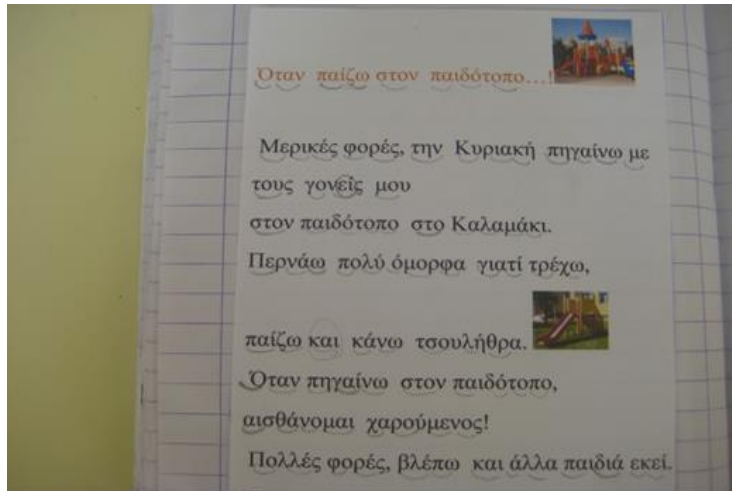 Όταν παίζω στον παιδότοπο...!
Μερικές φορές, την Κυριακή πηγαίνω με
τους γονείς μου
στον παιδότοπο στο Καλαμάκι.
Περνάω πολύ όμορφα γιατί τρέχω,
παίζω και κάνω τσουλήθρα.
Όταν πηγαίνω στον παιδότοπο,
αισθάνομαι χαρούμενος!
Πολλές φορές, βλέπω και άλλα παιδιά εκεί.